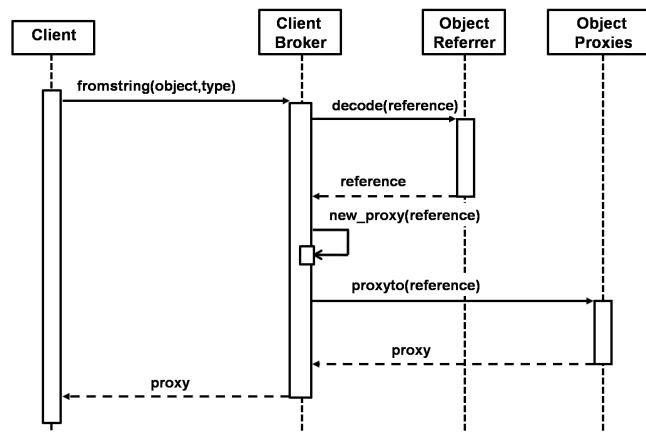 Client
Client
Broker
Object
Referrer
Object
Proxies
fromstring(object,type)
decode(reference)
reference
new_proxy(reference)
proxyto(reference)
proxy
proxy